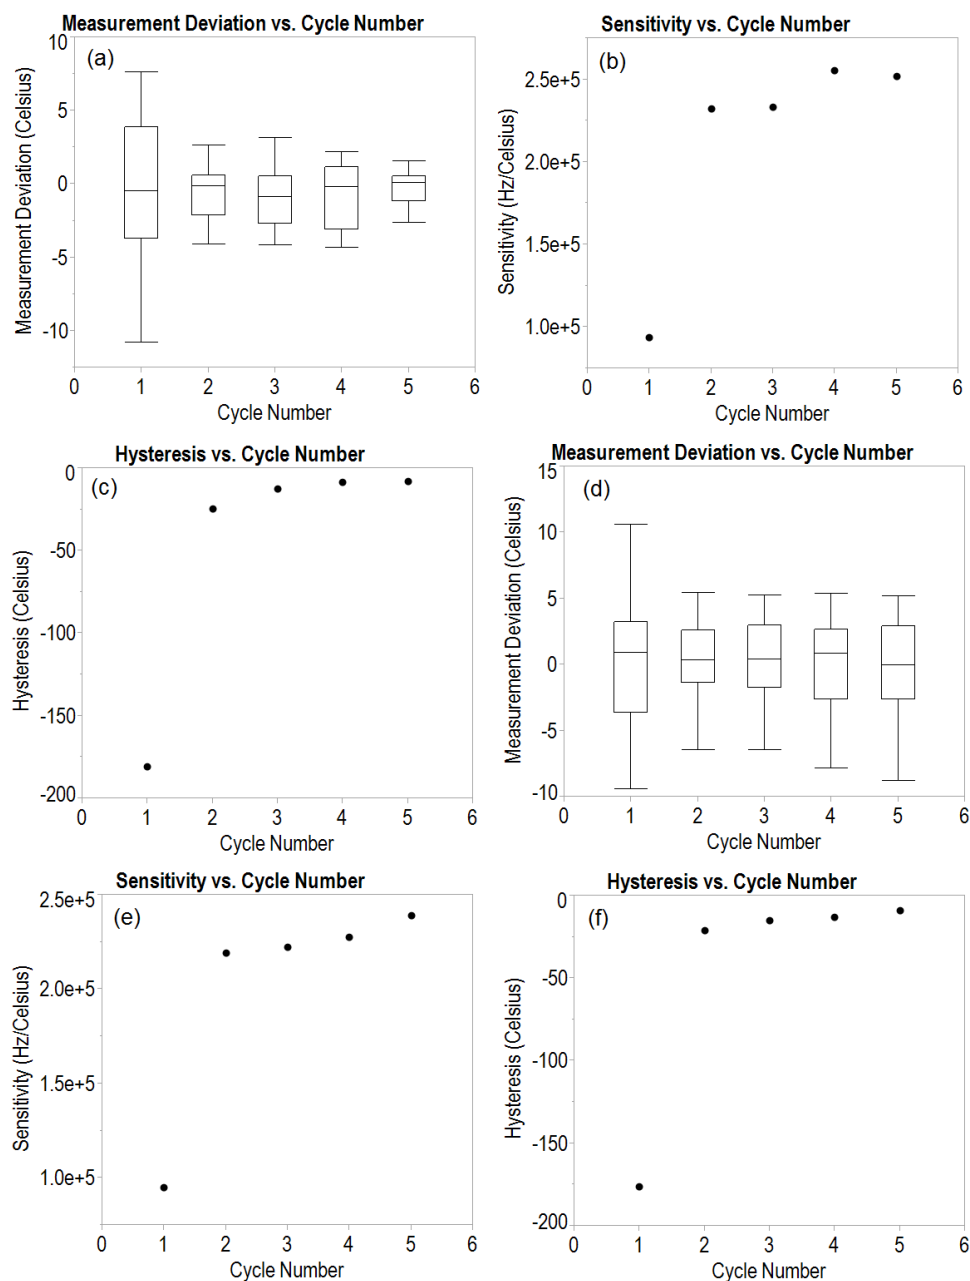 Measurement Deviation vs. Cycle Number
(a)
Measurement Deviation (Celsius)
10
5
0
-5
-10
0 1 2 3 4 5 6
Cycle Number
Sensitivity vs. Cycle Number
(b)
Sensitivity (Hz/Celsius)
2.5e+5
2.0e+5
1.5e+5
1.0e+5
0 1 2 3 4 5 6
Cycle Number
Hysteresis vs. Cycle Number
(c)
Hysteresis (Celsius)
0
-50
-100
-150
-200
0 1 2 3 4 5 6
Cycle Number
Measurement Deviation vs. Cycle Number
(d)
Measurement Deviation (Celsius)
15
10
5
0
-5
-10
0 1 2 3 4 5 6
Cycle Number
Sensitivity vs. Cycle Number
(e)
Sensitivity (Hz/Celsius)
2.5e+5
2.0e+5
1.5e+5
1.0e+5
0 1 2 3 4 5 6
Cycle Number
Hysteresis vs. Cycle Number
(f)
Hysteresis (Celsius)
0
-50
-100
-150
-200
0 1 2 3 4 5 6
Cycle Number